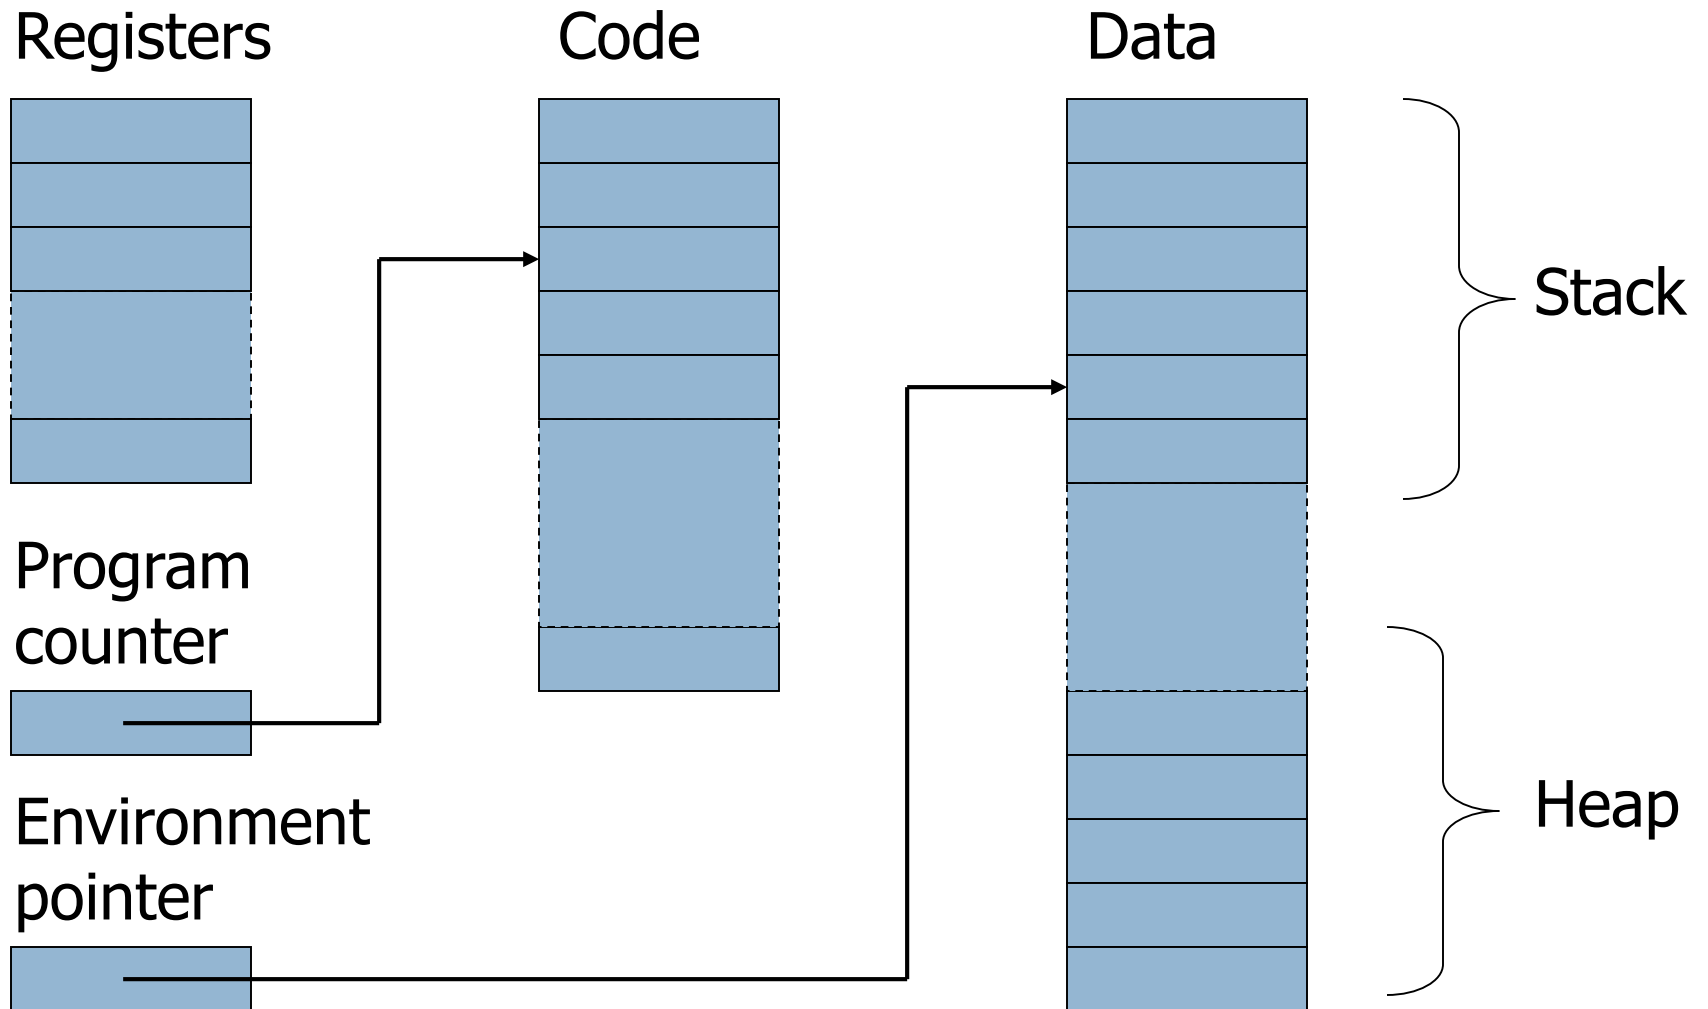 Registers
Code
Data
Stack
Program
counter
Heap
Environment
pointer